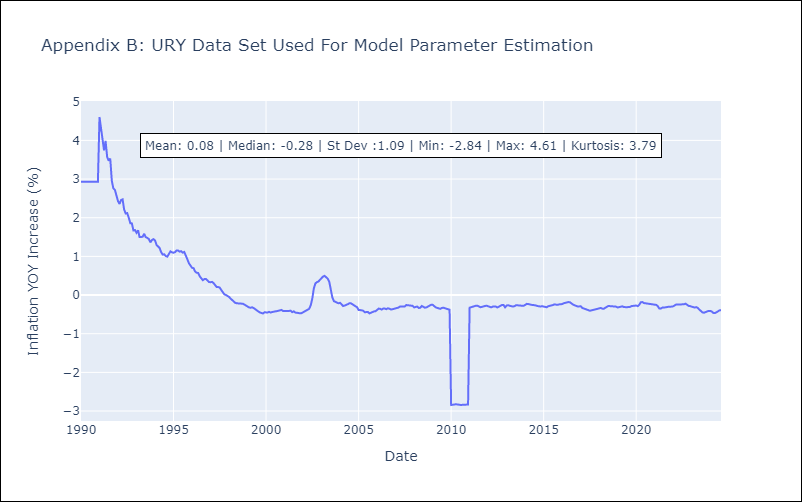 Appendix B: URY Data Set Used For Model Parameter Estimation
Mean: 0.08 | Median: -0.28 | St Dev :1.09 | Min: -2.84 | Max: 4.61 | Kurtosis: 3.79
Inflation YOY Increase (%)
5
4
3
2
1
0
−1
−2
−3
1990 1995 2000 2005 2010 2015 2020
Date